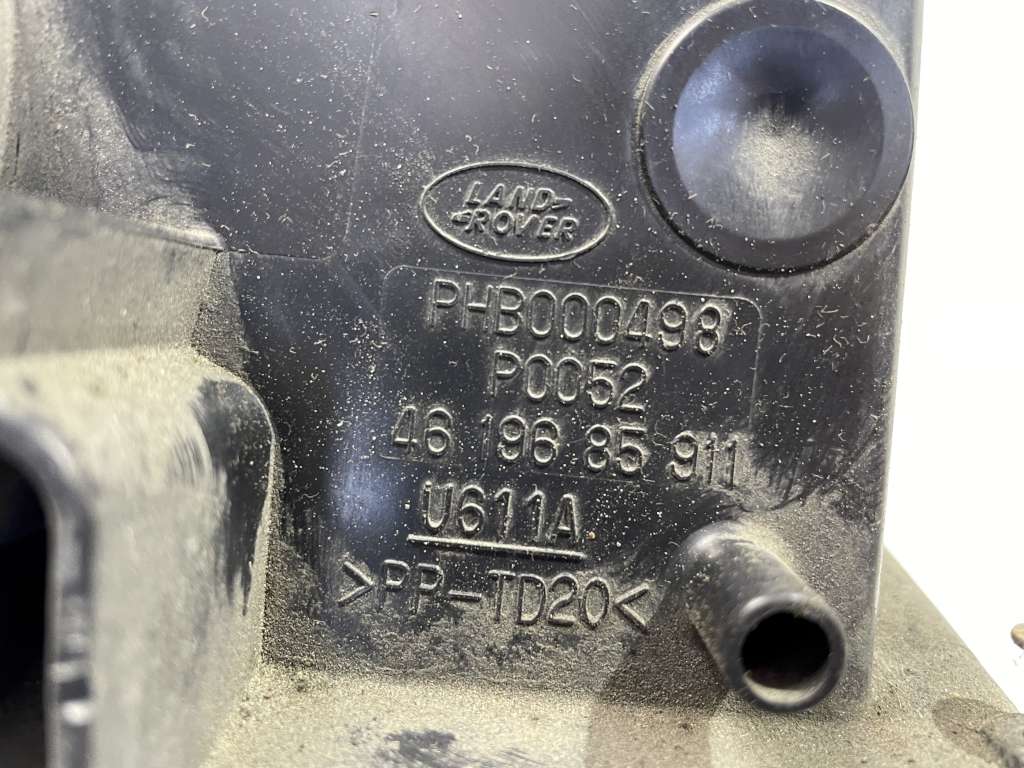 LAND-
-ROVER
PHB000498
P0052
46 196 85 911
U611A
>PP-TD20<